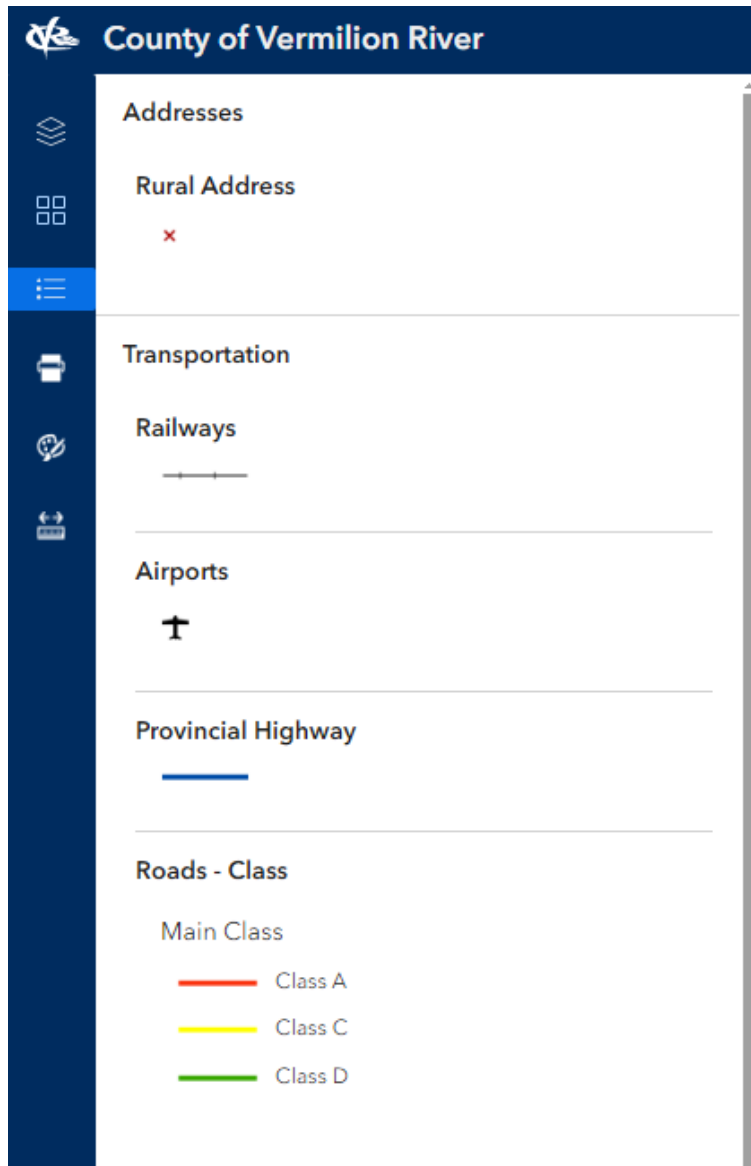 County of Vermilion River
Addresses
Rural Address
Transportation
Railways
Airports
Provincial Highway
Roads - Class
Main Class
Class A
Class C
Class D